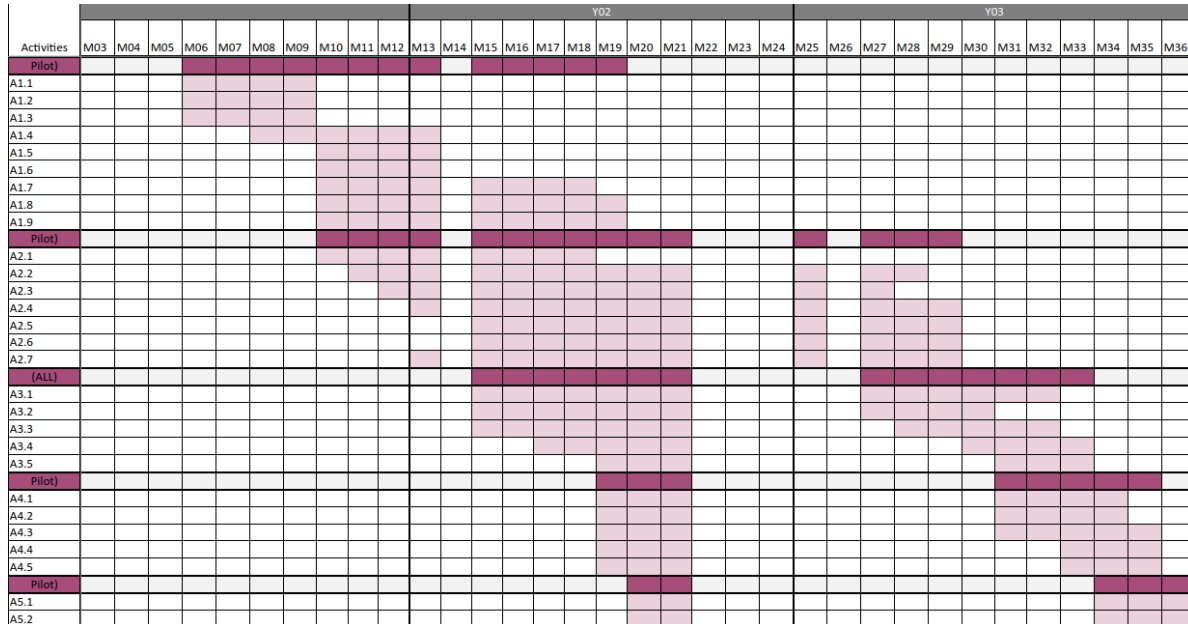 Y02 Y03
Activities M03 M04 M05 M06 M07 M08 M09 M10 M11 M12 M13 M14 M15 M16 M17 M18 M19 M20 M21 M22 M23 M24 M25 M26 M27 M28 M29 M30 M31 M32 M33 M34 M35 M36
Pilot)
A1.1
A1.2
A1.3
A1.4
A1.5
A1.6
A1.7
A1.8
A1.9
Pilot)
A2.1
A2.2
A2.3
A2.4
A2.5
A2.6
A2.7
(ALL)
A3.1
A3.2
A3.3
A3.4
A3.5
Pilot)
A4.1
A4.2
A4.3
A4.4
A4.5
Pilot)
A5.1
A5.2